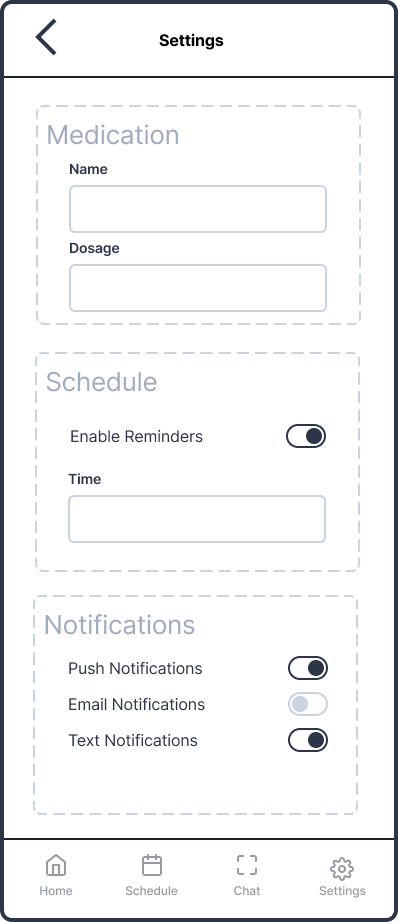 Settings
Medication
Name
Dosage
Schedule
Enable Reminders
Time
Notifications
Push Notifications
Email Notifications
Text Notifications
Home Schedule Chat Settings